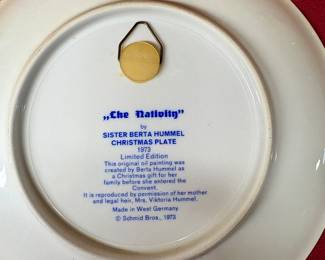 „The Nativity"
by
SISTER BERTA HUMMEL
CHRISTMAS PLATE
1973
Limited Edition
This original oil painting was
created by Berta Hummel as
a Christmas gift for her
family before she entered the
Convent.
It is reproduced by permission of her mother
and legal heir, Mrs. Viktoria Hummel.
Made in West Germany
© Schmid Bros., 1973